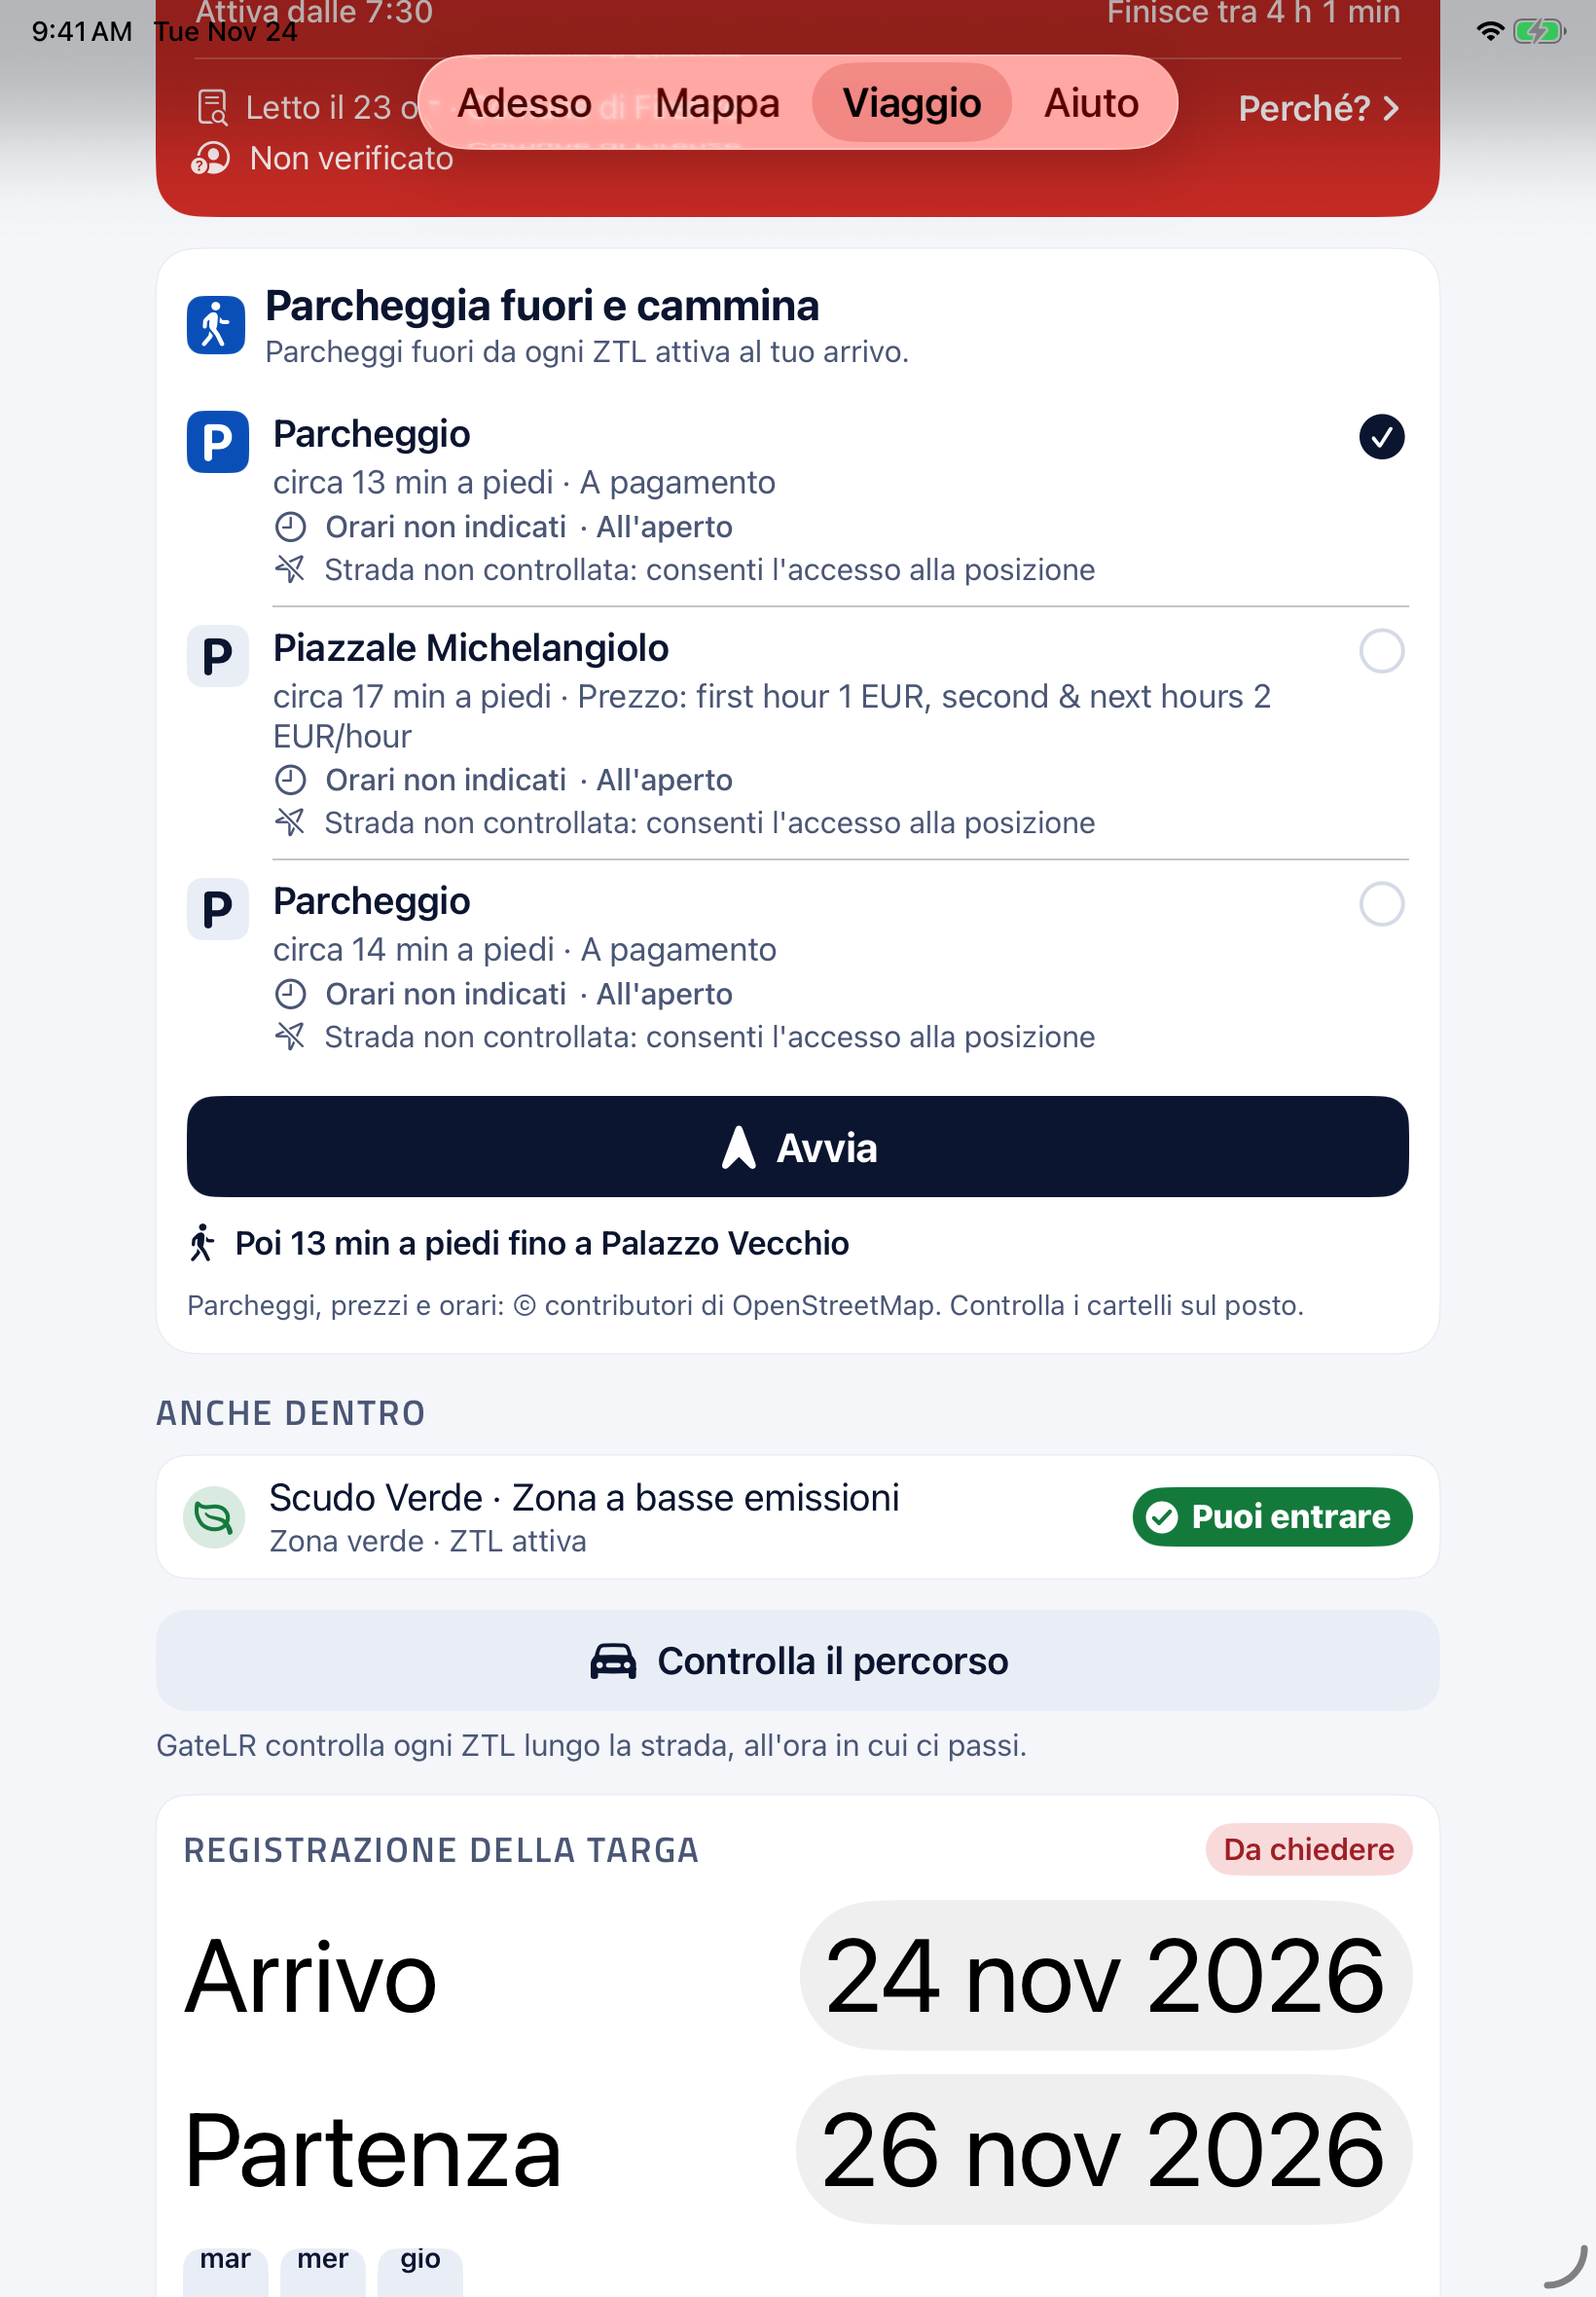 9:41 AM Tue Nov 24
Attiva dalle 7:30
Finisce tra 4 h 1 min
Adesso
Mappa
Viaggio
Aiuto
Letto il 23 o
Perché?
Non verificato
Parcheggia fuori e cammina
Parcheggi fuori da ogni ZTL attiva al tuo arrivo.
P
Parcheggio
circa 13 min a piedi · A pagamento
Orari non indicati · All'aperto
Strada non controllata: consenti l'accesso alla posizione
P
Piazzale Michelangiolo
circa 17 min a piedi · Prezzo: first hour 1 EUR, second & next hours 2
EUR/hour
Orari non indicati · All'aperto
Strada non controllata: consenti l'accesso alla posizione
P
Parcheggio
circa 14 min a piedi · A pagamento
Orari non indicati · All'aperto
Strada non controllata: consenti l'accesso alla posizione
Avvia
Poi 13 min a piedi fino a Palazzo Vecchio
Parcheggi, prezzi e orari: © contributori di OpenStreetMap. Controlla i cartelli sul posto.
ANCHE DENTRO
Scudo Verde · Zona a basse emissioni
Zona verde · ZTL attiva
Puoi entrare
Controlla il percorso
GateLR controlla ogni ZTL lungo la strada, all'ora in cui ci passi.
REGISTRAZIONE DELLA TARGA
Da chiedere
Arrivo
24 nov 2026
Partenza
26 nov 2026
mar
mer
gio